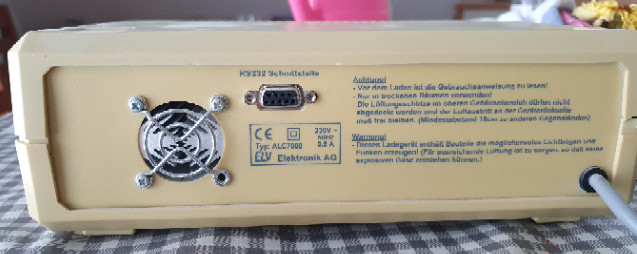 RS232 Schnittstelle
Achtung!
- Vor dem Laden ist die Gebrauchsanweisung zu lesen!
- Nur in trockenen Räumen verwenden!
Die Lüftungsschlitze im oberen Gehäusebereich dürfen nicht
abgedeckt werden und der Luftaustritt an der Geräterückseite
muß frei bleiben. (Mindestabstand 10cm zu anderen Gegenständen)
CE 230V ~
50Hz
Typ: ALC7000 0.5 A
ELV Elektronik AG
Warnung!
- Dieses Ladegerät enthält Bauteile die möglicherweise Lichtbögen und
Funken erzeugen! (Für ausreichende Lüftung ist zu sorgen, so daß keine
explosiven Gase entstehen können.)